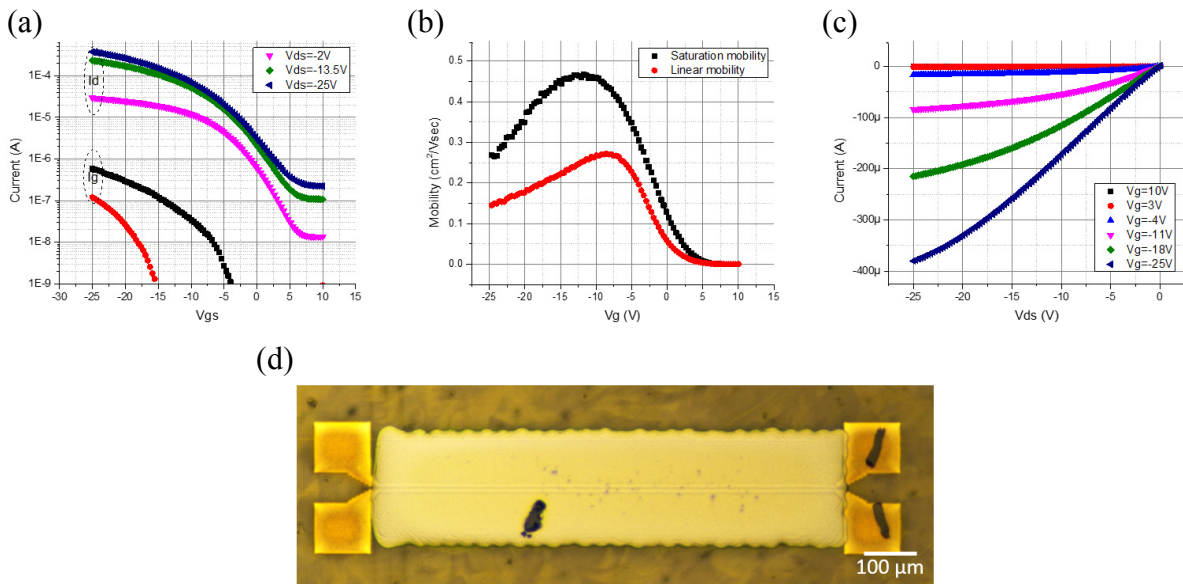 (a)
(b)
(c)
Vds=-2V
Vds=-13.5V
Vds=-25V
1E-4
1E-5
1E-6
1E-7
1E-8
1E-9
Id
Ig
Current (A)
-30 -25 -20 -15 -10 -5 0 5 10 15
Vgs
Saturation mobility
Linear mobility
0.5
0.4
0.3
0.2
0.1
0.0
Mobility (cm²/Vsec)
-25 -20 -15 -10 -5 0 5 10 15
Vg (V)
0
-100μ
-200μ
-300μ
-400μ
Current (A)
Vg=10V
Vg=3V
Vg=-4V
Vg=-11V
Vg=-18V
Vg=-25V
-25 -20 -15 -10 -5 0
Vds (V)
(d)
100 μm